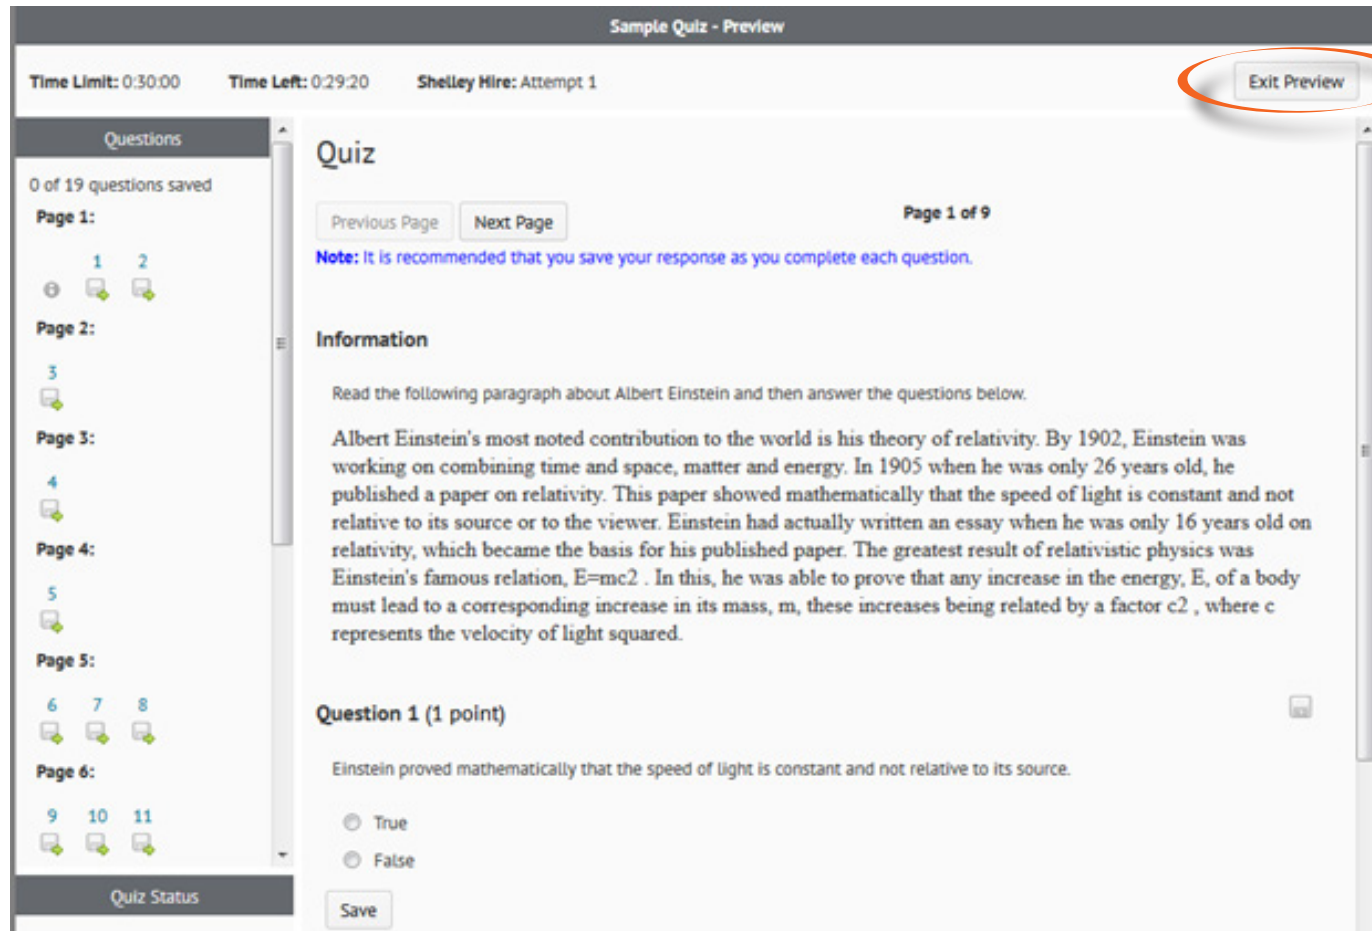 Sample Quiz - Preview
Time Limit: 0:30:00 Time Left: 0:29:20 Shelley Hire: Attempt 1 Exit Preview
Questions
0 of 19 questions saved
Page 1:
1 2
Page 2:
3
Page 3:
4
Page 4:
5
Page 5:
6 7 8
Page 6:
9 10 11
Quiz Status
Quiz
Previous Page Next Page Page 1 of 9
Note: It is recommended that you save your response as you complete each question.
Information
Read the following paragraph about Albert Einstein and then answer the questions below.
Albert Einstein's most noted contribution to the world is his theory of relativity. By 1902, Einstein was
working on combining time and space, matter and energy. In 1905 when he was only 26 years old, he
published a paper on relativity. This paper showed mathematically that the speed of light is constant and not
relative to its source or to the viewer. Einstein had actually written an essay when he was only 16 years old on
relativity, which became the basis for his published paper. The greatest result of relativistic physics was
Einstein's famous relation, E=mc2 . In this, he was able to prove that any increase in the energy, E, of a body
must lead to a corresponding increase in its mass, m, these increases being related by a factor c2 , where c
represents the velocity of light squared.
Question 1 (1 point)
Einstein proved mathematically that the speed of light is constant and not relative to its source.
True
False
Save